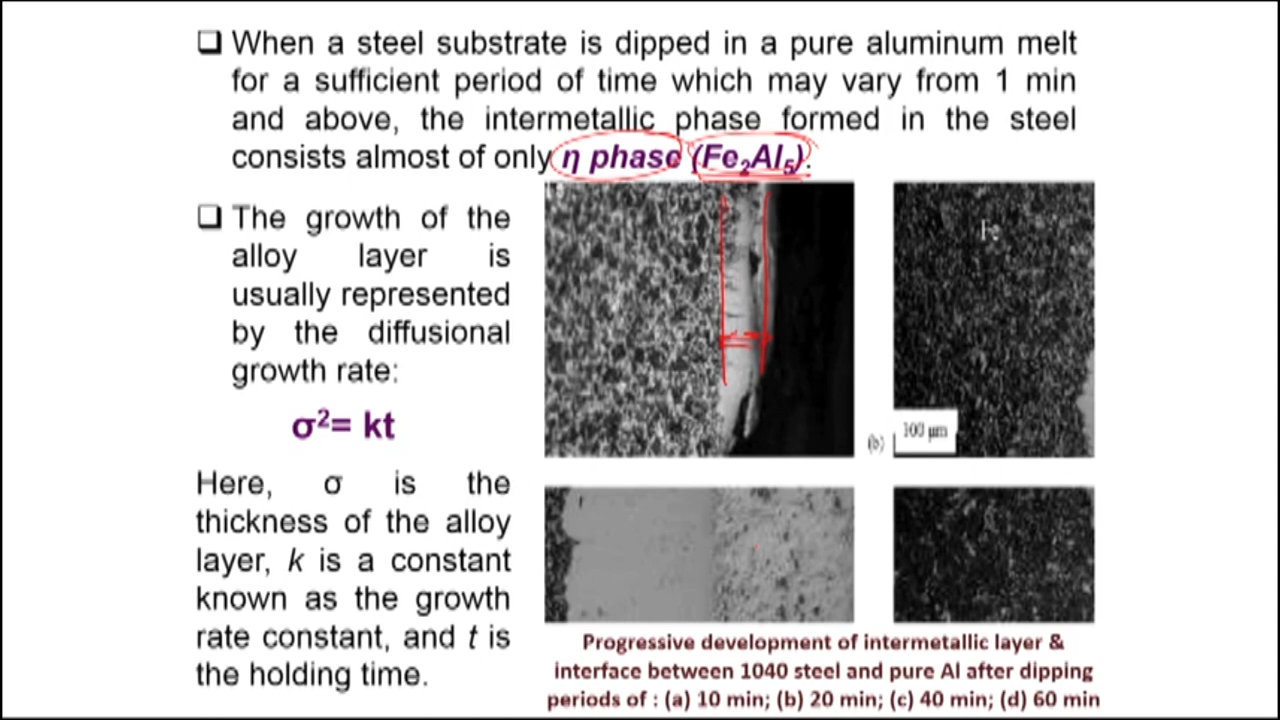 ❑ When a steel substrate is dipped in a pure aluminum melt
for a sufficient period of time which may vary from 1 min
and above, the intermetallic phase formed in the steel
consists almost of only η phase (Fe₂Al₅).
❑ The growth of the
alloy layer is
usually represented
by the diffusional
growth rate:
σ²= kt
Here, σ is the
thickness of the alloy
layer, k is a constant
known as the growth
rate constant, and t is
the holding time.
Fe
(b) 100 μm
Progressive development of intermetallic layer &
interface between 1040 steel and pure Al after dipping
periods of : (a) 10 min; (b) 20 min; (c) 40 min; (d) 60 min